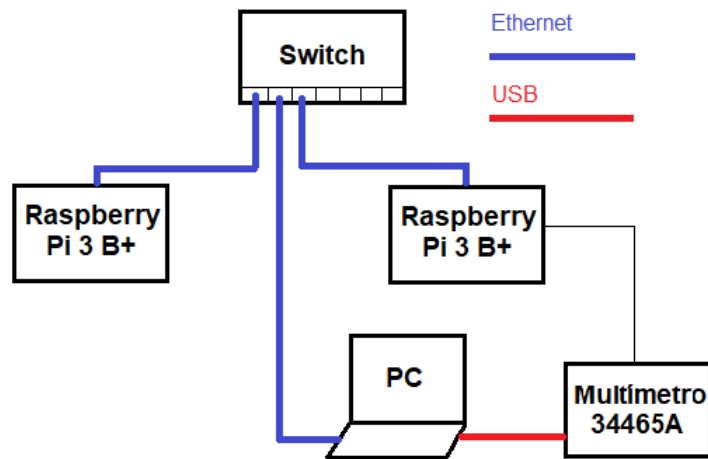 Switch
Ethernet
USB
Raspberry
Pi 3 B+
Raspberry
Pi 3 B+
PC
Multímetro
34465A